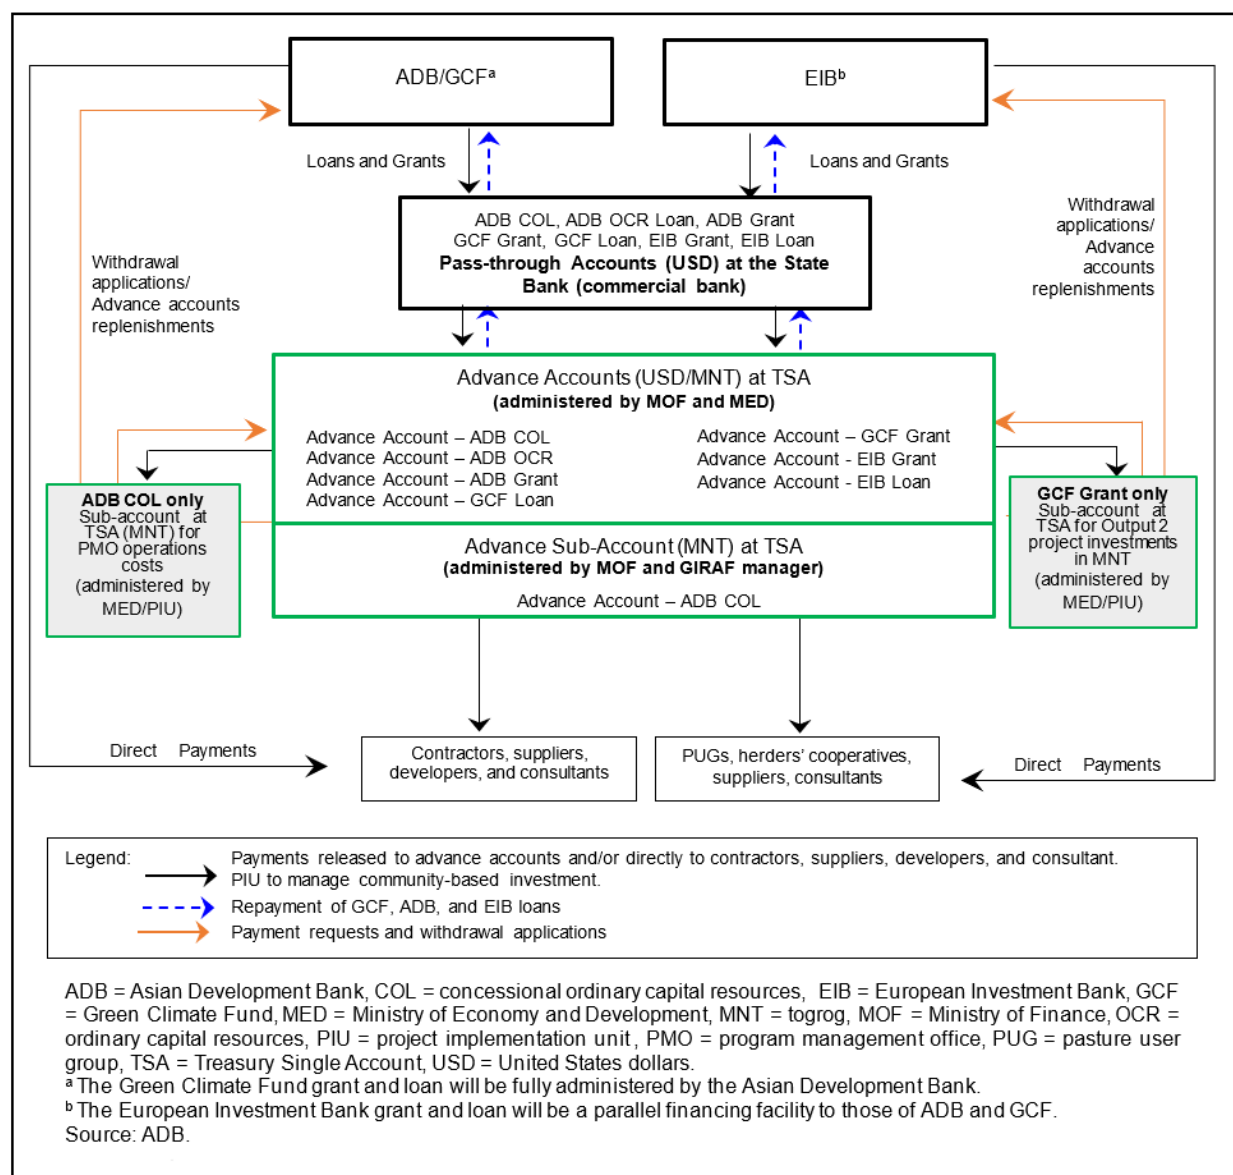 ADB/GCFa
EIBb
Loans and Grants
Loans and Grants
ADB COL, ADB OCR Loan, ADB Grant
GCF Grant, GCF Loan, EIB Grant, EIB Loan
Pass-through Accounts (USD) at the State
Bank (commercial bank)
Withdrawal
applications/
Advance accounts
replenishments
Withdrawal
applications/
Advance
accounts
replenishments
Advance Accounts (USD/MNT) at TSA
(administered by MOF and MED)
Advance Account – ADB COL
Advance Account – ADB OCR
Advance Account – ADB Grant
Advance Account – GCF Loan
Advance Account – GCF Grant
Advance Account - EIB Grant
Advance Account - EIB Loan
ADB COL only
Sub-account at
TSA (MNT) for
PMO operations
costs
(administered by
MED/PIU)
GCF Grant only
Sub-account at
TSA for Output 2
project investments
in MNT
(administered by
MED/PIU)
Advance Sub-Account (MNT) at TSA
(administered by MOF and GIRAF manager)
Advance Account – ADB COL
Direct Payments
Contractors, suppliers,
developers, and consultants
PUGs, herders’ cooperatives,
suppliers, consultants
Direct Payments
Legend:
Payments released to advance accounts and/or directly to contractors, suppliers, developers, and consultant.
PIU to manage community-based investment.
Repayment of GCF, ADB, and EIB loans
Payment requests and withdrawal applications
ADB = Asian Development Bank, COL = concessional ordinary capital resources, EIB = European Investment Bank, GCF
= Green Climate Fund, MED = Ministry of Economy and Development, MNT = togrog, MOF = Ministry of Finance, OCR =
ordinary capital resources, PIU = project implementation unit , PMO = program management office, PUG = pasture user
group, TSA = Treasury Single Account, USD = United States dollars.
a The Green Climate Fund grant and loan will be fully administered by the Asian Development Bank.
b The European Investment Bank grant and loan will be a parallel financing facility to those of ADB and GCF.
Source: ADB.